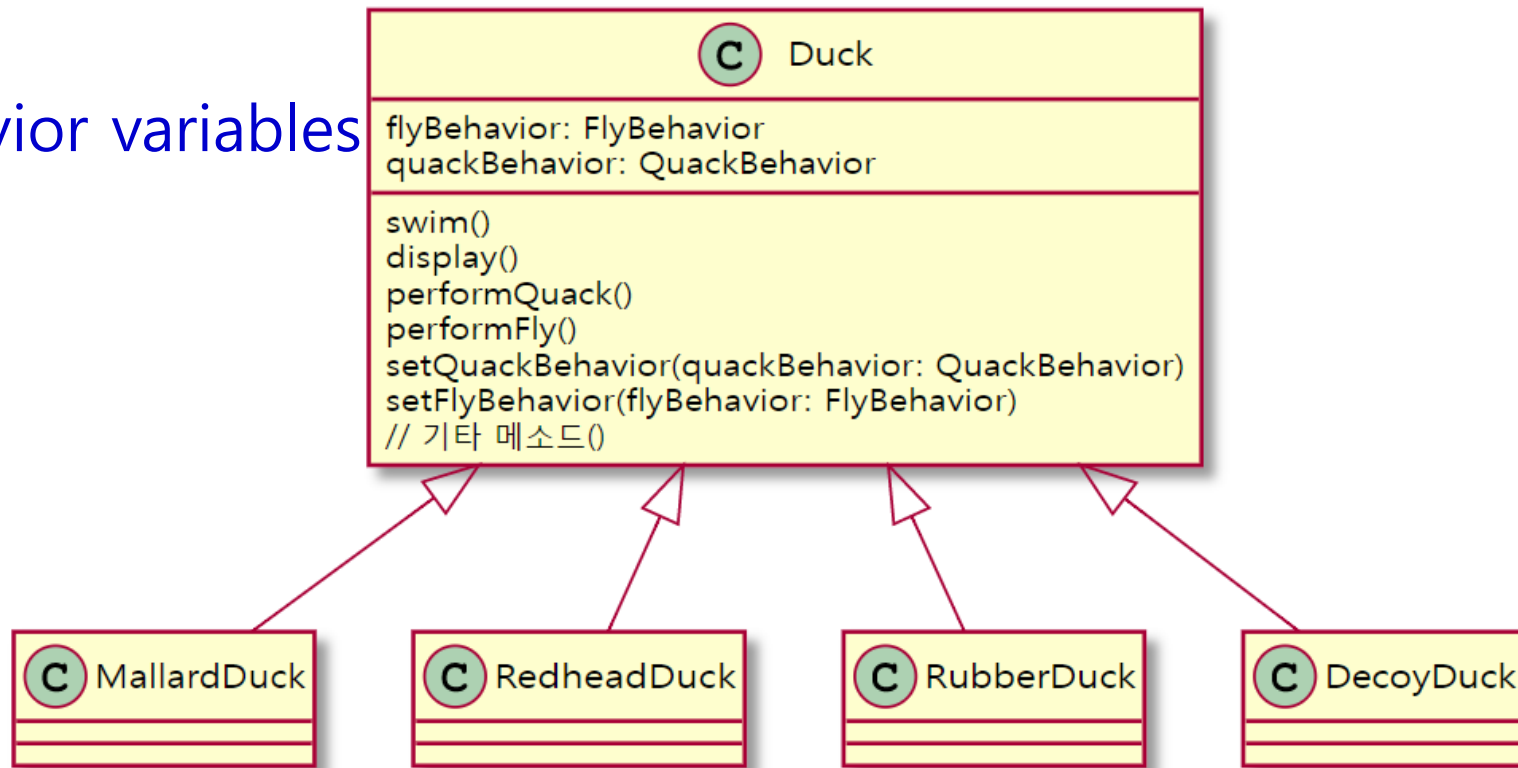 C Duck
vior variables
flyBehavior: FlyBehavior
quackBehavior: QuackBehavior
swim()
display()
performQuack()
performFly()
setQuackBehavior(quackBehavior: QuackBehavior)
setFlyBehavior(flyBehavior: FlyBehavior)
// 기타 메소드()
C MallardDuck
C RedheadDuck
C RubberDuck
C DecoyDuck